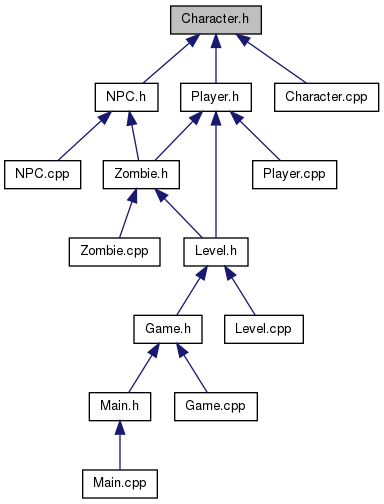 Character.h
NPC.h
Player.h
Character.cpp
NPC.cpp
Zombie.h
Player.cpp
Zombie.cpp
Level.h
Game.h
Level.cpp
Main.h
Game.cpp
Main.cpp